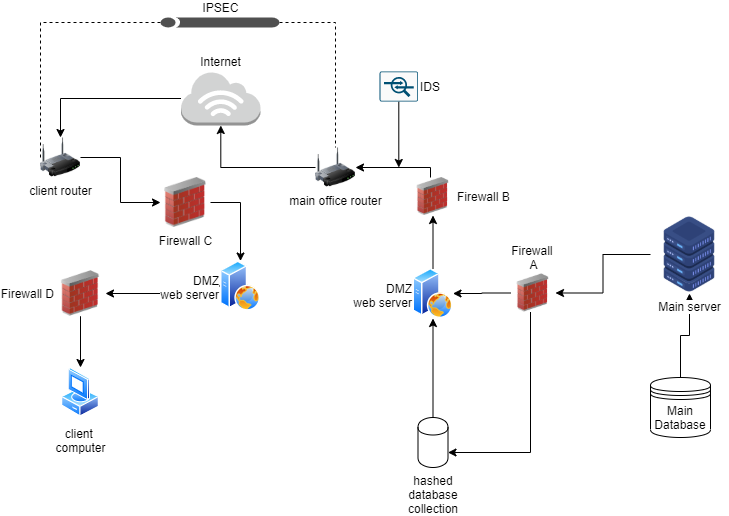 IPSEC
Internet
IDS
client router
main office router
Firewall B
Firewall C
Firewall
A
DMZ
web server
Firewall D
DMZ
web server
Main server
client
computer
Main
Database
hashed
database
collection